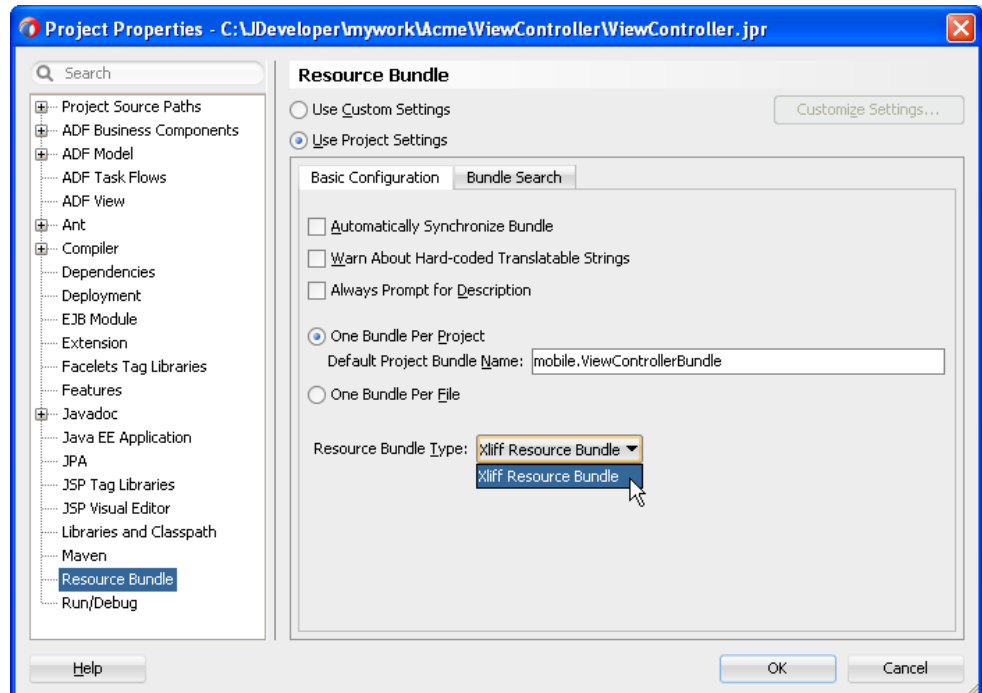 Project Properties - C:\JDeveloper\mywork\Acme\ViewController\ViewController.jpr
Search
Project Source Paths
ADF Business Components
ADF Model
ADF Task Flows
ADF View
Ant
Compiler
Dependencies
Deployment
EJB Module
Extension
Facelets Tag Libraries
Features
Javadoc
Java EE Application
JPA
JSP Tag Libraries
JSP Visual Editor
Libraries and Classpath
Maven
Resource Bundle
Run/Debug
Resource Bundle
Use Custom Settings
Customize Settings...
Use Project Settings
Basic Configuration
Bundle Search
Automatically Synchronize Bundle
Warn About Hard-coded Translatable Strings
Always Prompt for Description
One Bundle Per Project
Default Project Bundle Name: mobile.ViewControllerBundle
One Bundle Per File
Resource Bundle Type: Xliff Resource Bundle
Xliff Resource Bundle
Help
OK
Cancel